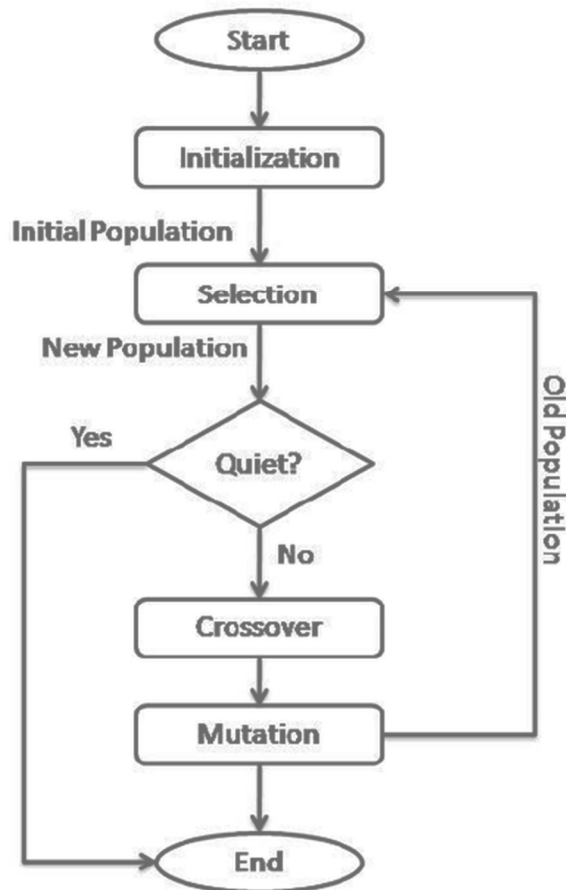 Start
Initialization
Initial Population
Selection
New Population
Yes
Quiet?
No
Old Population
Crossover
Mutation
End